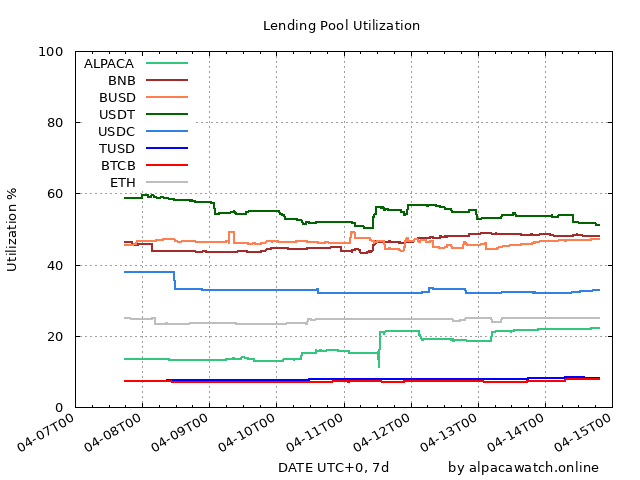 Lending Pool Utilization
100
80
60
40
20
0
Utilization %
ALPACA
BNB
BUSD
USDT
USDC
TUSD
BTCB
ETH
04-07T00
04-08T00
04-09T00
04-10T00
04-11T00
04-12T00
04-13T00
04-14T00
04-15T00
DATE UTC+0, 7d
by alpacawatch.online